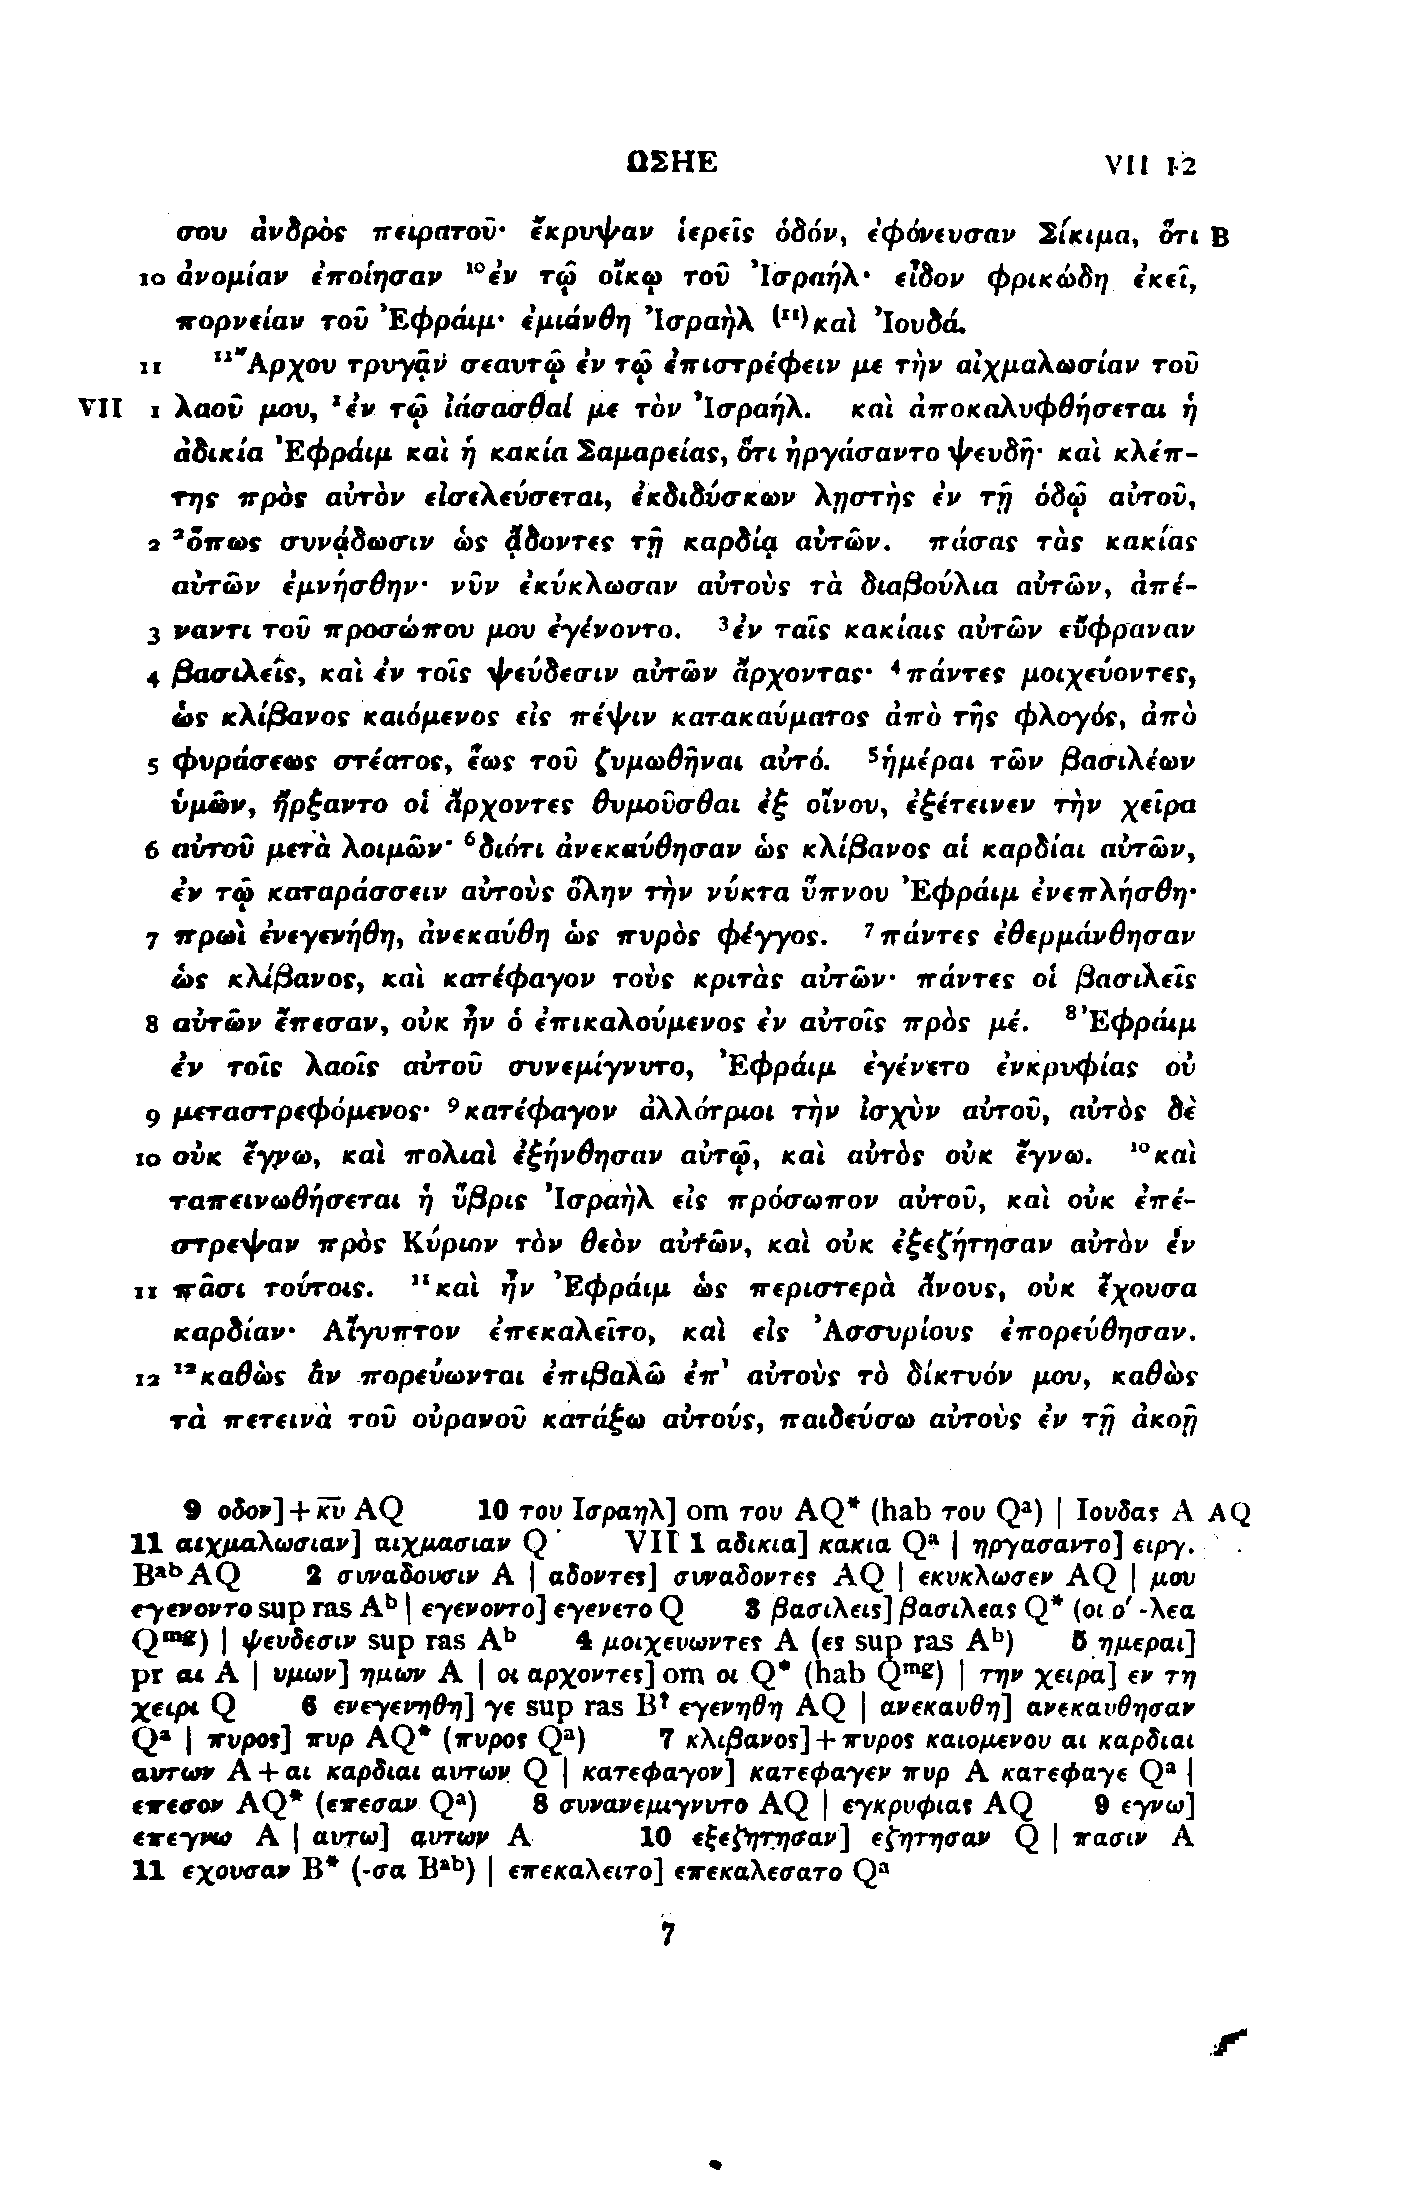 ΩΣΗΕ VII 12
σου ἀνδρὸς πειρατοῦ· ἔκρυψαν ἱερεῖς ὁδόν, ἐφόνευσαν Σίκιμα, ὅτι B
10 ἀνομίαν ἐποίησαν ¹⁰ἐν τῷ οἴκῳ τοῦ Ἰσραήλ· εἶδον φρικώδη ἐκεῖ,
πορνείαν τοῦ Ἐφράιμ· ἐμιάνθη Ἰσραὴλ ⁽¹¹⁾καὶ Ἰουδά.
11 ¹¹Ἄρχου τρυγᾷν σεαυτῷ ἐν τῷ ἐπιστρέφειν με τὴν αἰχμαλωσίαν τοῦ
VII 1 λαοῦ μου, ¹ἐν τῷ ἰάσασθαί με τὸν Ἰσραήλ. καὶ ἀποκαλυφθήσεται ἡ
ἀδικία Ἐφράιμ καὶ ἡ κακία Σαμαρείας, ὅτι ἠργάσαντο ψευδῆ· καὶ κλέπ-
της πρὸς αὐτὸν εἰσελεύσεται, ἐκδιδύσκων λῃστὴς ἐν τῇ ὁδῷ αὐτοῦ,
2 ²ὅπως συνᾴδωσιν ὡς ᾄδοντες τῇ καρδίᾳ αὐτῶν. πάσας τὰς κακίας
αὐτῶν ἐμνήσθην· νῦν ἐκύκλωσαν αὐτοὺς τὰ διαβούλια αὐτῶν, ἀπέ-
3 ναντι τοῦ προσώπου μου ἐγένοντο. ³ἐν ταῖς κακίαις αὐτῶν εὔφραναν
4 βασιλεῖς, καὶ ἐν τοῖς ψεύδεσιν αὐτῶν ἄρχοντας· ⁴πάντες μοιχεύοντες,
ὡς κλίβανος καιόμενος εἰς πέψιν κατακαύματος ἀπὸ τῆς φλογός, ἀπὸ
5 φυράσεως στέατος, ἕως τοῦ ζυμωθῆναι αὐτό. ⁵ἡμέραι τῶν βασιλέων
ὑμῶν, ἤρξαντο οἱ ἄρχοντες θυμοῦσθαι ἐξ οἴνου, ἐξέτεινεν τὴν χεῖρα
6 αὐτοῦ μετὰ λοιμῶν· ⁶διότι ἀνεκαύθησαν ὡς κλίβανος αἱ καρδίαι αὐτῶν,
ἐν τῷ καταράσσειν αὐτοὺς ὅλην τὴν νύκτα ὕπνου Ἐφράιμ ἐνεπλήσθη·
7 πρωὶ ἐνεγενήθη, ἀνεκαύθη ὡς πυρὸς φέγγος. ⁷πάντες ἐθερμάνθησαν
ὡς κλίβανος, καὶ κατέφαγον τοὺς κριτὰς αὐτῶν· πάντες οἱ βασιλεῖς
8 αὐτῶν ἔπεσαν, οὐκ ἦν ὁ ἐπικαλούμενος ἐν αὐτοῖς πρὸς μέ. ⁸Ἐφράιμ
ἐν τοῖς λαοῖς αὐτοῦ συνεμίγνυτο, Ἐφράιμ ἐγένετο ἐνκρυφίας οὐ
9 μεταστρεφόμενος· ⁹κατέφαγον ἀλλότριοι τὴν ἰσχὺν αὐτοῦ, αὐτὸς δὲ
10 οὐκ ἔγνω, καὶ πολιαὶ ἐξήνθησαν αὐτῷ, καὶ αὐτὸς οὐκ ἔγνω. ¹⁰καὶ
ταπεινωθήσεται ἡ ὕβρις Ἰσραὴλ εἰς πρόσωπον αὐτοῦ, καὶ οὐκ ἐπέ-
στρεψαν πρὸς Κύριον τὸν θεὸν αὐτῶν, καὶ οὐκ ἐξεζήτησαν αὐτὸν ἐν
11 πᾶσι τούτοις. ¹¹καὶ ἦν Ἐφράιμ ὡς περιστερὰ ἄνους, οὐκ ἔχουσα
καρδίαν· Αἴγυπτον ἐπεκαλεῖτο, καὶ εἰς Ἀσσυρίους ἐπορεύθησαν.
12 ¹²καθὼς ἂν πορεύωνται ἐπιβαλῶ ἐπ᾽ αὐτοὺς τὸ δίκτυόν μου, καθὼς
τὰ πετεινὰ τοῦ οὐρανοῦ κατάξω αὐτούς, παιδεύσω αὐτοὺς ἐν τῇ ἀκοῇ
9 οδον]+κ̅υ̅ AQ 10 του Ισραηλ] om του AQ* (hab του Qᵃ) | Ιουδας A AQ
11 αιχμαλωσιαν] αιχμασιαν Q VII 1 αδικια] κακια Qᵃ | ηργασαντο] ειργ.
BᵃᵇAQ 2 συναδουσιν A | αδοντες] συναδοντες AQ | εκυκλωσεν AQ | μου
εγενοντο sup ras Aᵇ | εγενοντο] εγενετο Q 3 βασιλεις] βασιλεας Q* (οι ο′ -λεα
Qᵐᵍ) | ψευδεσιν sup ras Aᵇ 4 μοιχευωντες A (ες sup ras Aᵇ) 5 ημεραι]
pr αι A | υμων] ημων A | οι αρχοντες] om οι Q* (hab Qᵐᵍ) | την χειρα] εν τη
χειρι Q 6 ενεγενηθη] γε sup ras Bᵗ εγενηθη AQ | ανεκαυθη] ανεκαυθησαν
Qᵃ | πυρος] πυρ AQ* (πυρος Qᵃ) 7 κλιβανος]+πυρος καιομενου αι καρδιαι
αυτων A+αι καρδιαι αυτων Q | κατεφαγον] κατεφαγεν πυρ A κατεφαγε Qᵃ |
επεσον AQ* (επεσαν Qᵃ) 8 συνανεμιγνυτο AQ | εγκρυφιας AQ 9 εγνω]
επεγνω A | αυτω] αυτων A 10 εξεζητησαν] εζητησαν Q | πασιν A
11 εχουσαν B* (-σα Bᵃᵇ) | επεκαλειτο] επεκαλεσατο Qᵃ
7